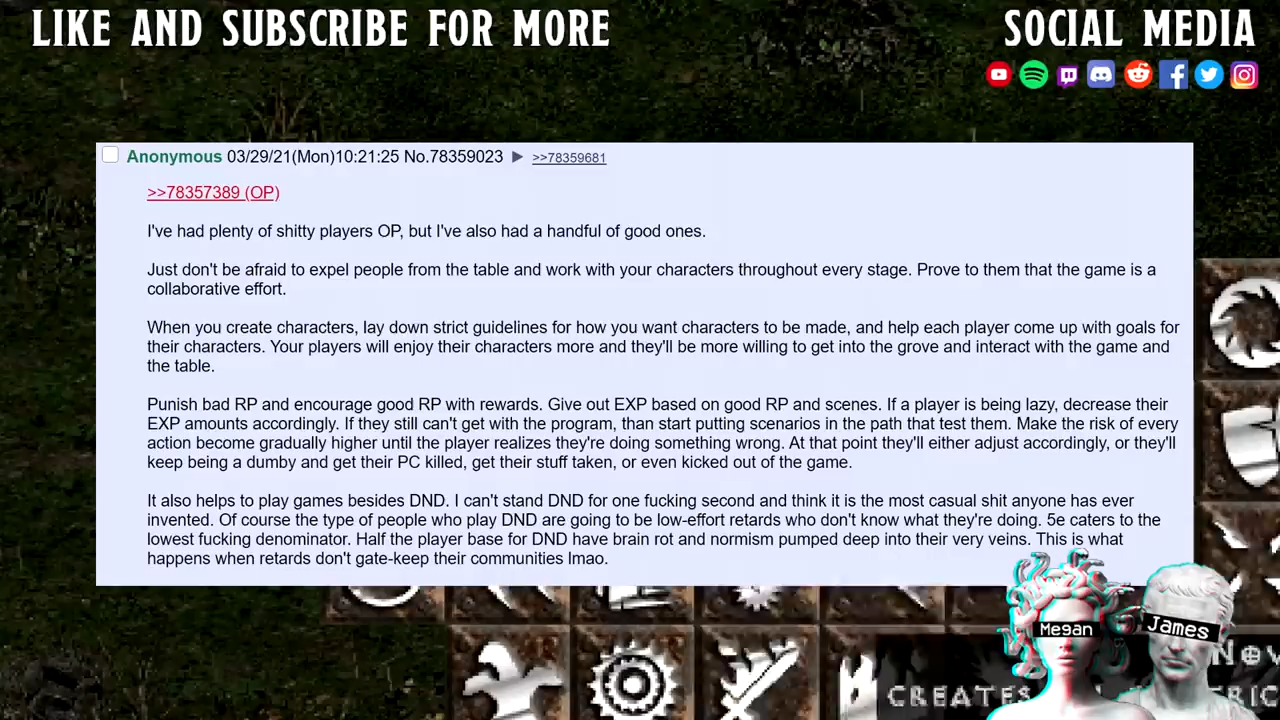 LIKE AND SUBSCRIBE FOR MORE
SOCIAL MEDIA
Anonymous 03/29/21(Mon)10:21:25 No.78359023 ▶ >>78359681
>>78357389 (OP)
I've had plenty of shitty players OP, but I've also had a handful of good ones.
Just don't be afraid to expel people from the table and work with your characters throughout every stage. Prove to them that the game is a
collaborative effort.
When you create characters, lay down strict guidelines for how you want characters to be made, and help each player come up with goals for
their characters. Your players will enjoy their characters more and they'll be more willing to get into the grove and interact with the game and
the table.
Punish bad RP and encourage good RP with rewards. Give out EXP based on good RP and scenes. If a player is being lazy, decrease their
EXP amounts accordingly. If they still can't get with the program, than start putting scenarios in the path that test them. Make the risk of every
action become gradually higher until the player realizes they're doing something wrong. At that point they'll either adjust accordingly, or they'll
keep being a dumby and get their PC killed, get their stuff taken, or even kicked out of the game.
It also helps to play games besides DND. I can't stand DND for one fucking second and think it is the most casual shit anyone has ever
invented. Of course the type of people who play DND are going to be low-effort retards who don't know what they're doing. 5e caters to the
lowest fucking denominator. Half the player base for DND have brain rot and normism pumped deep into their very veins. This is what
happens when retards don't gate-keep their communities lmao.
Megan
James
CREATES